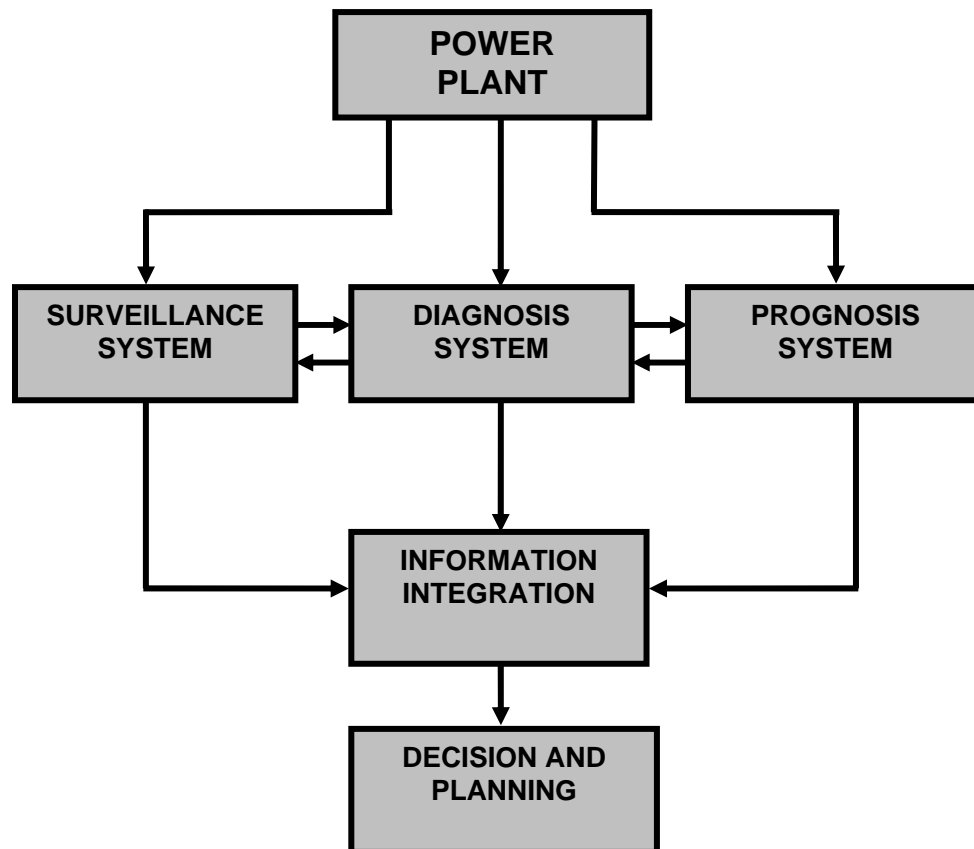 POWER
PLANT
SURVEILLANCE
SYSTEM
DIAGNOSIS
SYSTEM
PROGNOSIS
SYSTEM
INFORMATION
INTEGRATION
DECISION AND
PLANNING